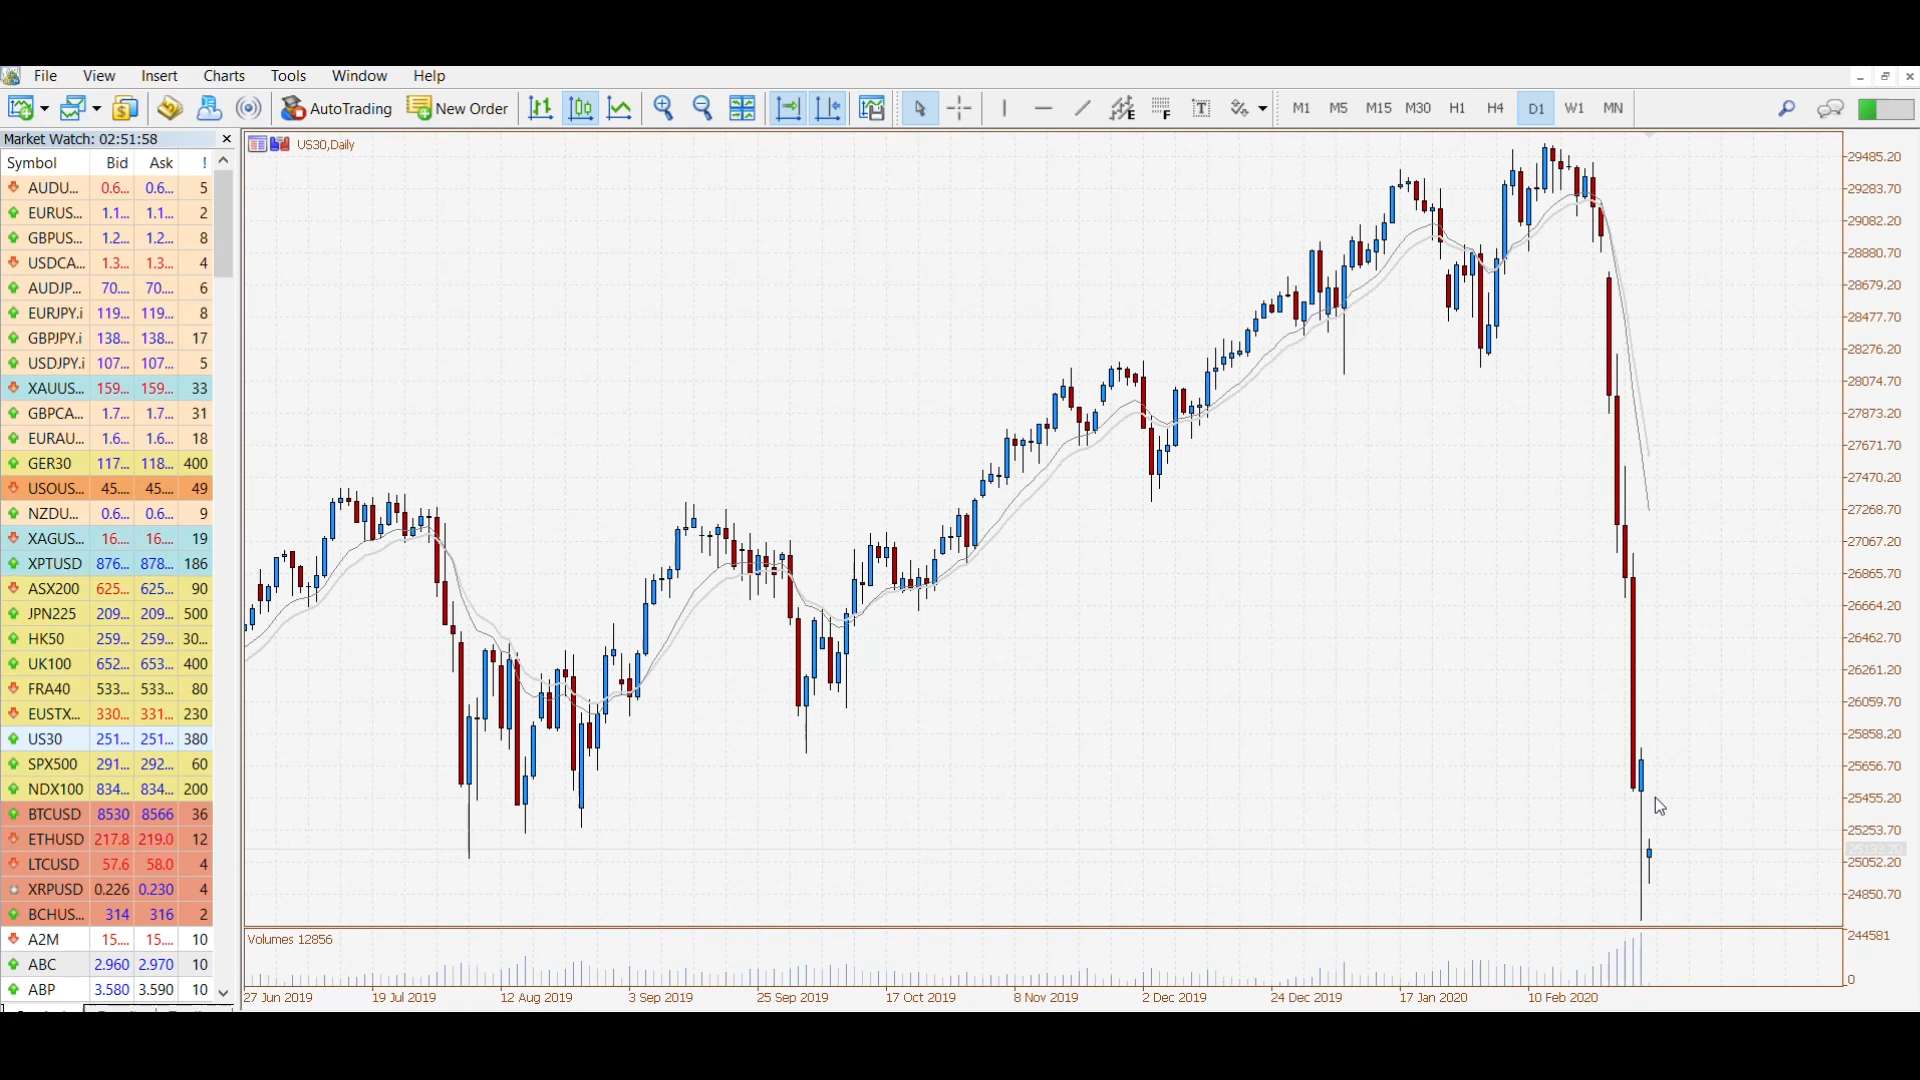 File View Insert Charts Tools Window Help
AutoTrading New Order E F T M1 M5 M15 M30 H1 H4 D1 W1 MN
Market Watch: 02:51:58
Symbol Bid Ask !
AUDU... 0.6... 0.6... 5
EURUS... 1.1... 1.1... 2
GBPUS... 1.2... 1.2... 8
USDCA... 1.3... 1.3... 4
AUDJP... 70.... 70.... 6
EURJPY.i 119... 119... 8
GBPJPY.i 138... 138... 17
USDJPY.i 107... 107... 5
XAUUS... 159... 159... 33
GBPCA... 1.7... 1.7... 31
EURAU... 1.6... 1.6... 18
GER30 117... 118... 400
USOUS... 45.... 45.... 49
NZDU... 0.6... 0.6... 9
XAGUS... 16.... 16.... 19
XPTUSD 876... 878... 186
ASX200 625... 625... 90
JPN225 209... 209... 500
HK50 259... 259... 30...
UK100 652... 653... 400
FRA40 533... 533... 80
EUSTX... 330... 331... 230
US30 251... 251... 380
SPX500 291... 292... 60
NDX100 834... 834... 200
BTCUSD 8530 8566 36
ETHUSD 217.8 219.0 12
LTCUSD 57.6 58.0 4
XRPUSD 0.226 0.230 4
BCHUS... 314 316 2
A2M 15.... 15.... 10
ABC 2.960 2.970 10
ABP 3.580 3.590 10
US30,Daily
29485.20
29283.70
29082.20
28880.70
28679.20
28477.70
28276.20
28074.70
27873.20
27671.70
27470.20
27268.70
27067.20
26865.70
26664.20
26462.70
26261.20
26059.70
25858.20
25656.70
25455.20
25253.70
25133.20
25052.20
24850.70
Volumes 12856
244581
0
27 Jun 2019 19 Jul 2019 12 Aug 2019 3 Sep 2019 25 Sep 2019 17 Oct 2019 8 Nov 2019 2 Dec 2019 24 Dec 2019 17 Jan 2020 10 Feb 2020